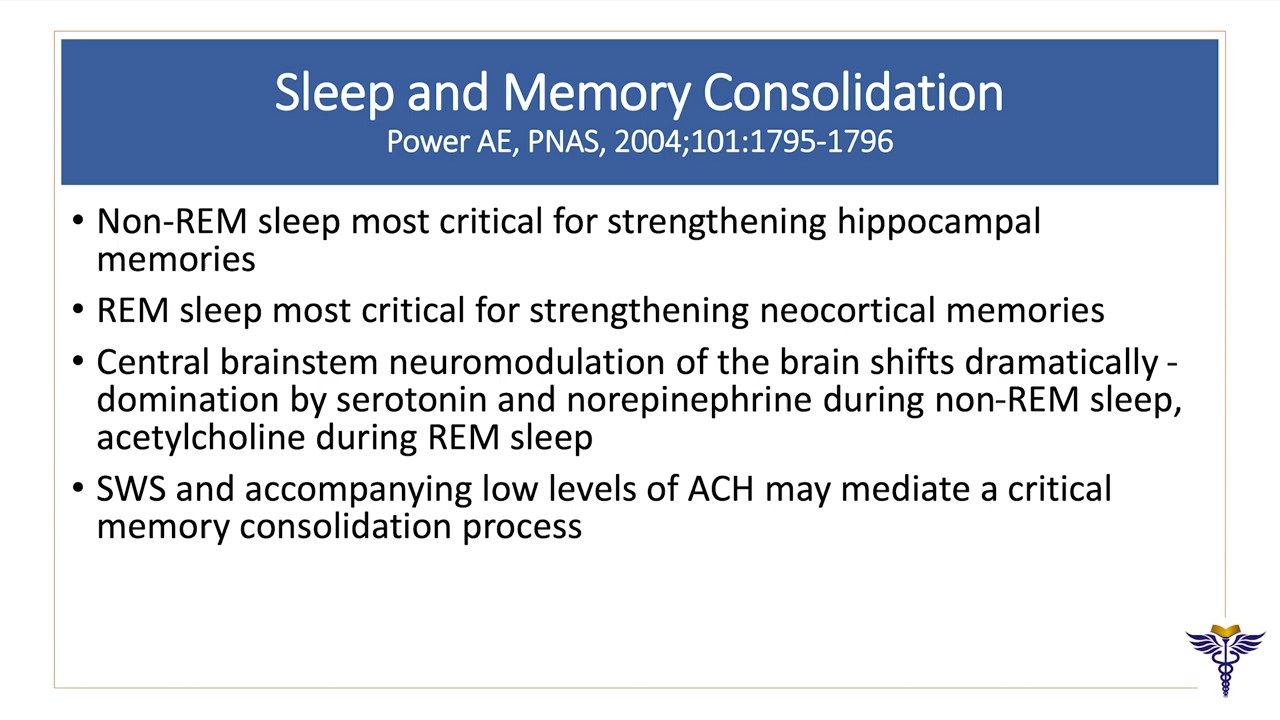 Sleep and Memory Consolidation
Power AE, PNAS, 2004;101:1795-1796
• Non-REM sleep most critical for strengthening hippocampal
memories
• REM sleep most critical for strengthening neocortical memories
• Central brainstem neuromodulation of the brain shifts dramatically -
domination by serotonin and norepinephrine during non-REM sleep,
acetylcholine during REM sleep
• SWS and accompanying low levels of ACH may mediate a critical
memory consolidation process